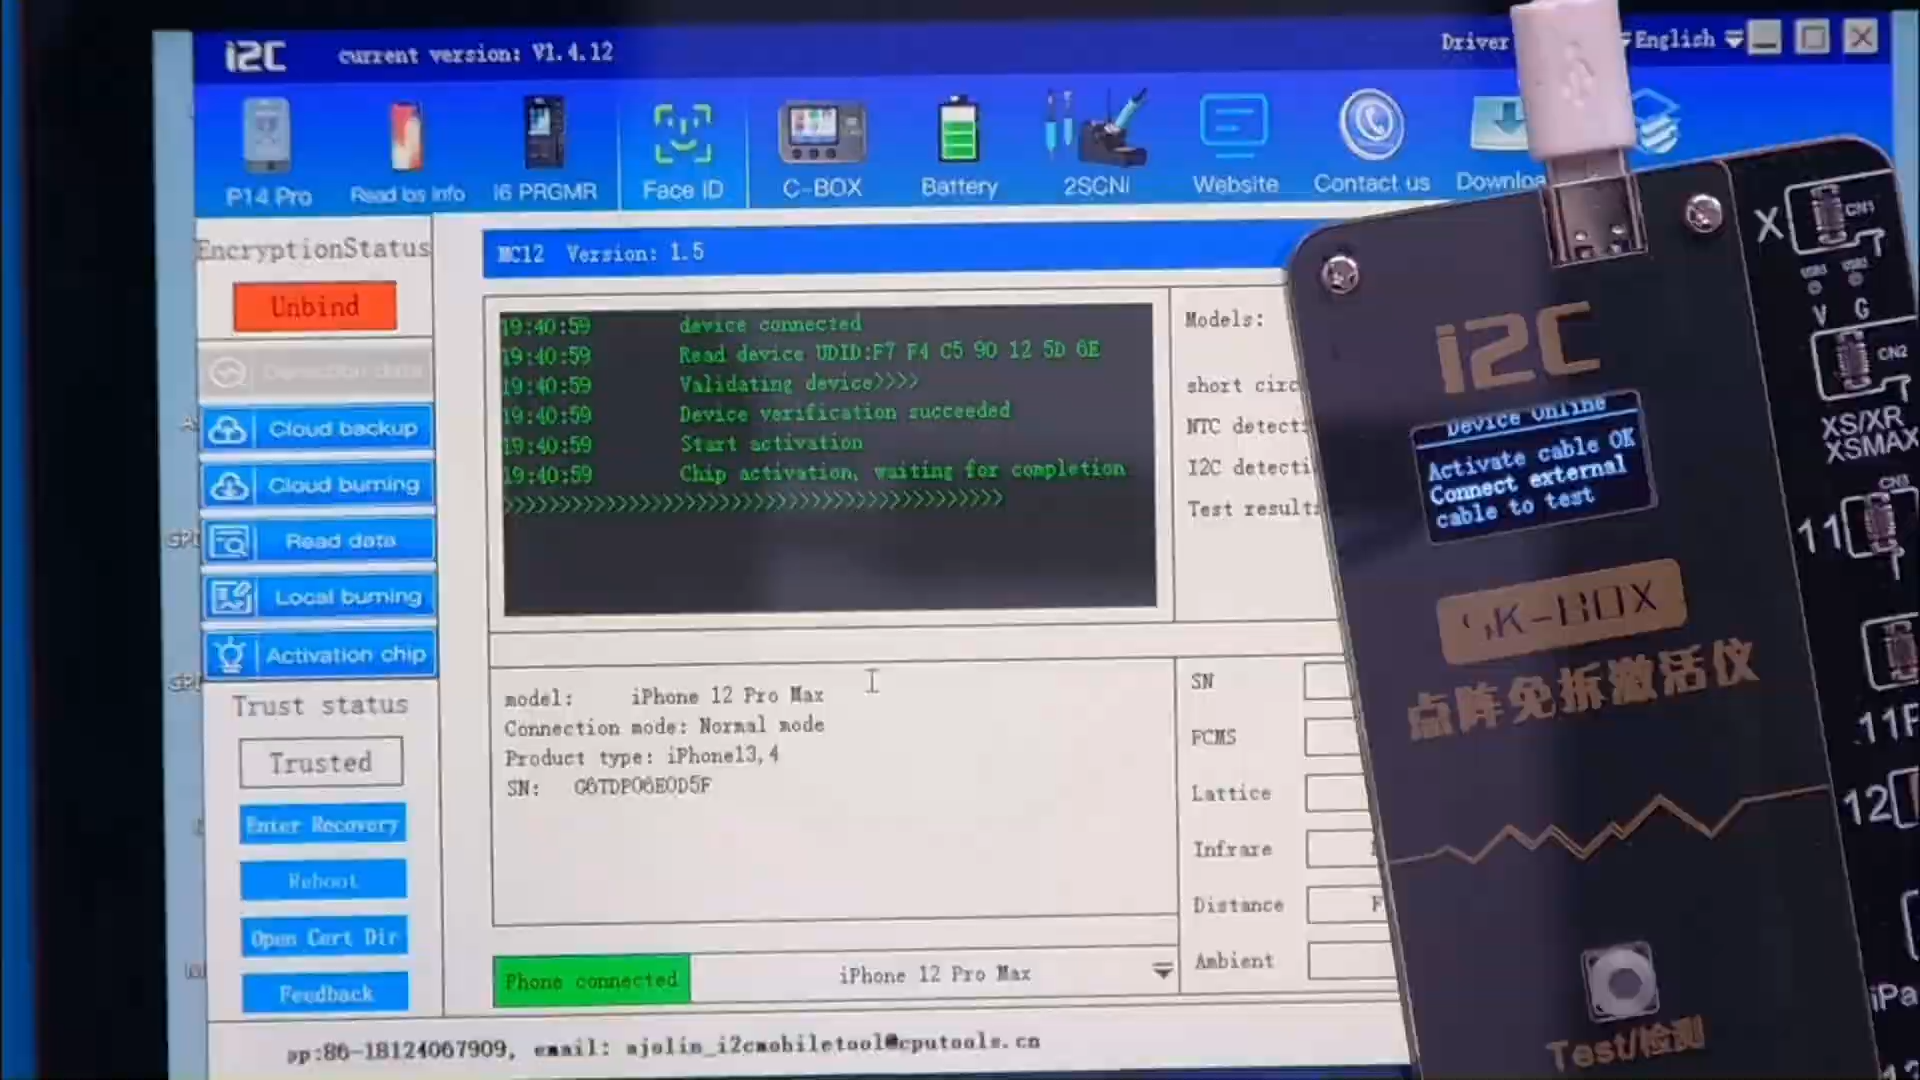 i2C current version: V1.4.12 Driver English
P14 Pro Read Ios Info I6 PRGMR Face ID C-BOX Battery 2SCNI Website Contact us
EncryptionStatus
Unbind
Cloud backup
Cloud burning
Read data
Local burning
Activation chip
Trust status
Trusted
Enter Recovery
Reboot
Open Cert Dir
Feedback
MC12 Version: 1.5
19:40:59 device connected
19:40:59 Read device UDID:F7 F4 C5 90 12 5D 6E
19:40:59 Validating device>>>>
19:40:59 Device verification succeeded
19:40:59 Start activation
19:40:59 Chip activation, waiting for completion
Models:
short circ
NTC detect
I2C detecti
Test result
model: iPhone 12 Pro Max
Connection mode: Normal mode
Product type: iPhone13,4
SN: G6TDP06E0D5F
SN
PCMS
Lattice
Infrare
Distance F
Ambient
Phone connected iPhone 12 Pro Max
pp:86-18124067909, email: ajolin_i2cmobiletool@cputools.cn
i2C
Device Online
Activate cable OK
Connect external
cable to test
K-BOX
点阵免拆激活仪
Test/检测
X CN1
V G
CN2
XS/XR
XSMAX
CN3
11
11P
12
iPa